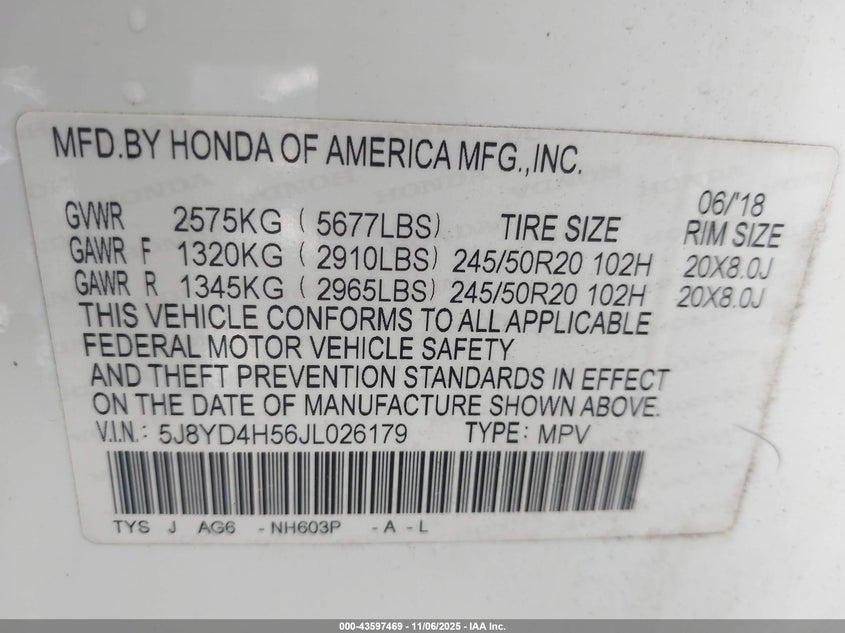 MFD.BY HONDA OF AMERICA MFG.,INC.
06/'18
GVWR 2575KG (5677LBS) TIRE SIZE RIM SIZE
GAWR F 1320KG (2910LBS) 245/50R20 102H 20X8.0J
GAWR R 1345KG (2965LBS) 245/50R20 102H 20X8.0J
THIS VEHICLE CONFORMS TO ALL APPLICABLE
FEDERAL MOTOR VEHICLE SAFETY
AND THEFT PREVENTION STANDARDS IN EFFECT
ON THE DATE OF MANUFACTURE SHOWN ABOVE.
V.I.N.: 5J8YD4H56JL026179 TYPE: MPV
TYS J AG6 -NH603P -A -L
000-43597469 - 11/06/2025 - IAA Inc.